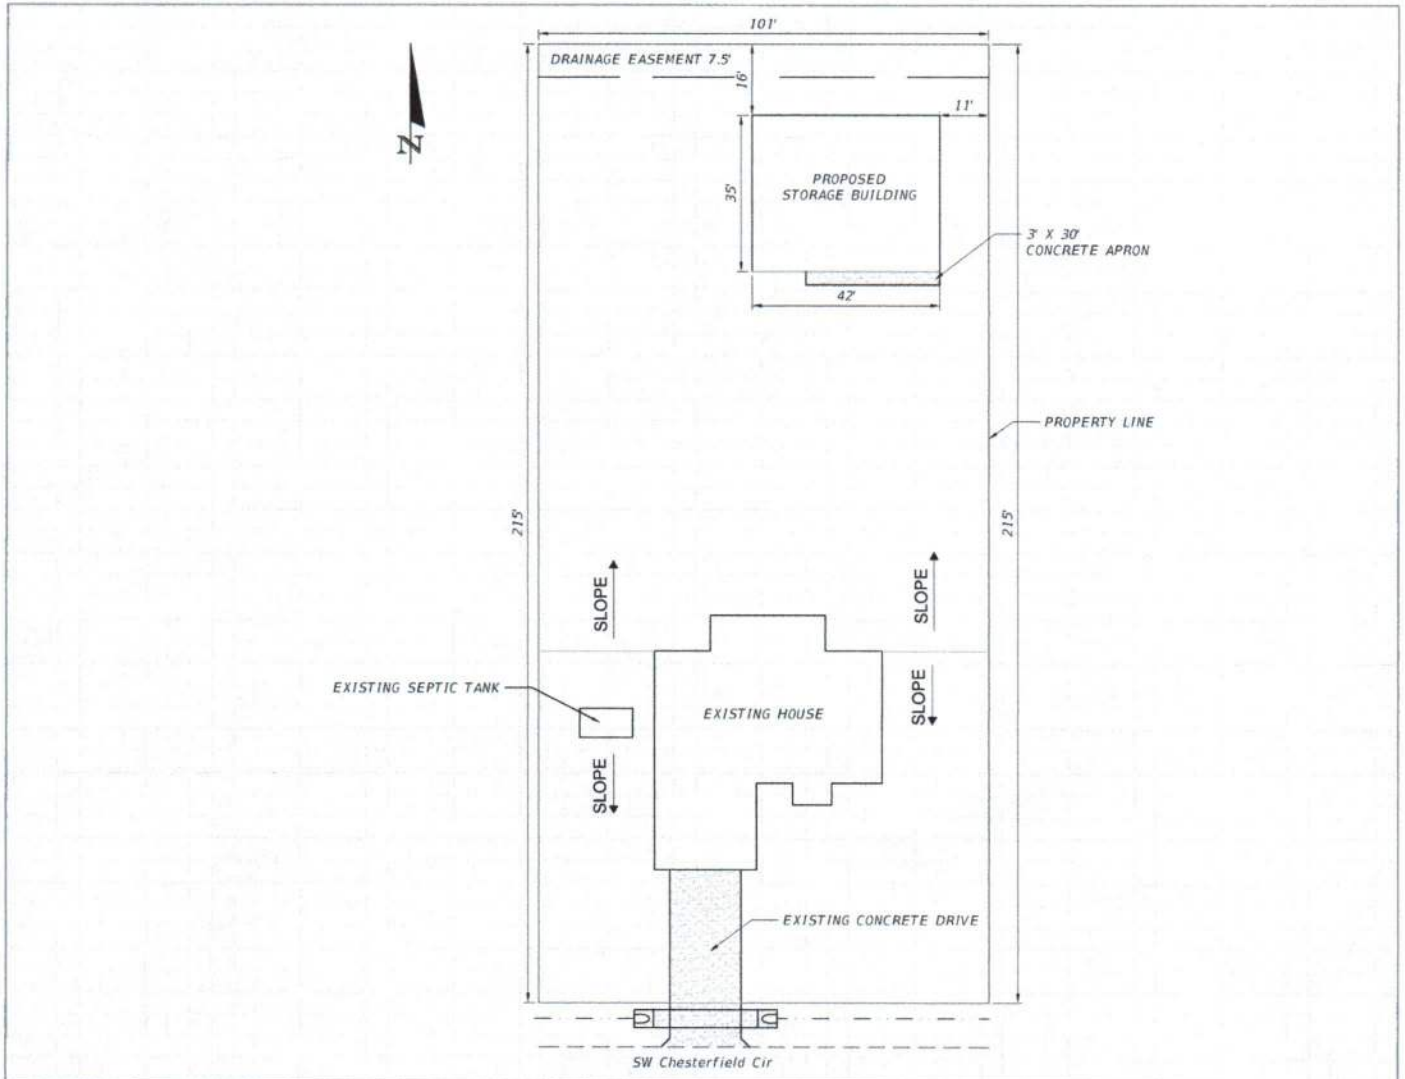 101'
DRAINAGE EASEMENT 7.5'
16'
11'
N
35'
PROPOSED
STORAGE BUILDING
3' X 30'
CONCRETE APRON
42'
PROPERTY LINE
215'
215'
SLOPE
SLOPE
EXISTING SEPTIC TANK
EXISTING HOUSE
SLOPE
SLOPE
EXISTING CONCRETE DRIVE
SW Chesterfield Cir